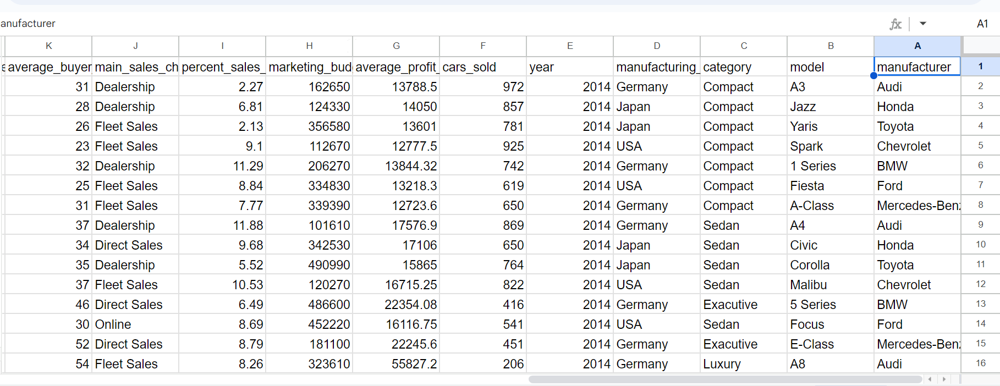 anufacturer A1
K J I H G F E D C B A
average_buyer main_sales_ch percent_sales_ marketing_bud average_profit_ cars_sold year manufacturing_ category model manufacturer 1
31 Dealership 2.27 162650 13788.5 972 2014 Germany Compact A3 Audi 2
28 Dealership 6.81 124330 14050 857 2014 Japan Compact Jazz Honda 3
26 Fleet Sales 2.13 356580 13601 781 2014 Japan Compact Yaris Toyota 4
23 Fleet Sales 9.1 112670 12777.5 925 2014 USA Compact Spark Chevrolet 5
32 Dealership 11.29 206270 13844.32 742 2014 Germany Compact 1 Series BMW 6
25 Fleet Sales 8.84 334830 13218.3 619 2014 USA Compact Fiesta Ford 7
31 Fleet Sales 7.77 339390 12723.6 650 2014 Germany Compact A-Class Mercedes-Benz 8
37 Dealership 11.88 101610 17576.9 869 2014 Germany Sedan A4 Audi 9
34 Direct Sales 9.68 342530 17106 650 2014 Japan Sedan Civic Honda 10
35 Dealership 5.52 490990 15865 764 2014 Japan Sedan Corolla Toyota 11
37 Fleet Sales 10.53 120270 16715.25 822 2014 USA Sedan Malibu Chevrolet 12
46 Direct Sales 6.49 486600 22354.08 416 2014 Germany Exacutive 5 Series BMW 13
30 Online 8.69 452220 16116.75 541 2014 USA Sedan Focus Ford 14
52 Direct Sales 8.79 181100 22245.6 451 2014 Germany Exacutive E-Class Mercedes-Benz 15
54 Fleet Sales 8.26 323610 55827.2 206 2014 Germany Luxury A8 Audi 16